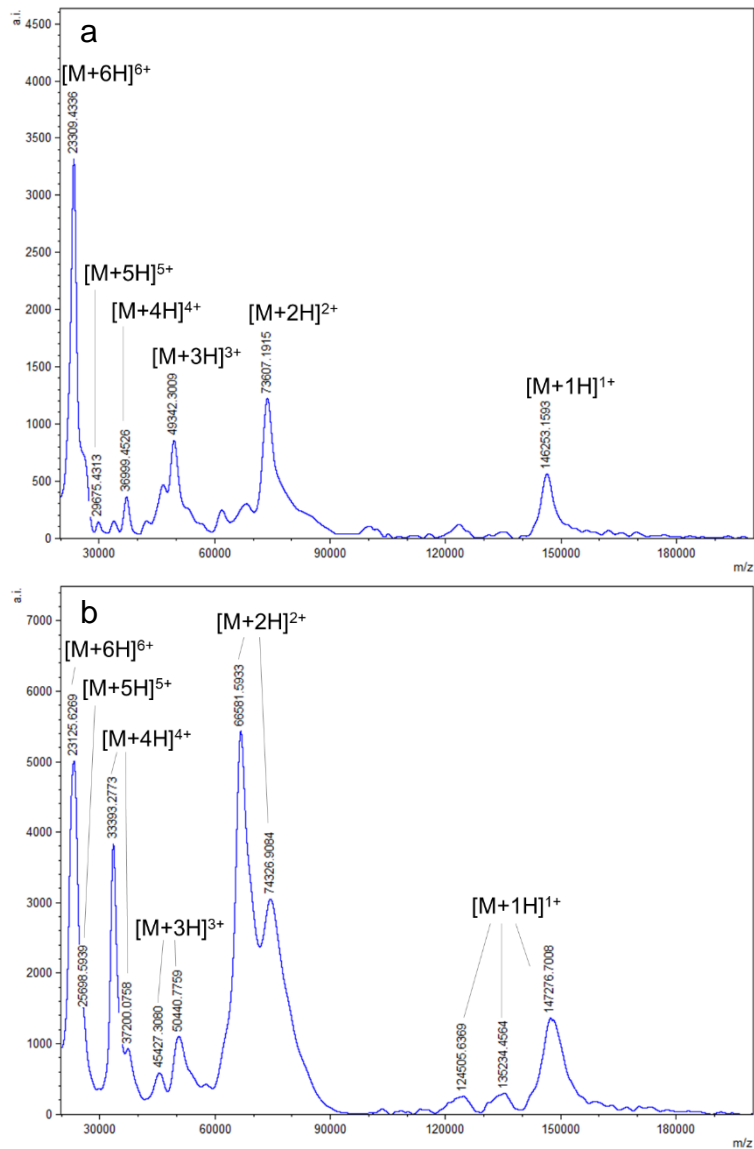 a.i.
a
4500
[M+6H]6+
4000
23309.4336
3500
3000
2500
[M+5H]5+
2000
[M+4H]4+
[M+2H]2+
[M+3H]3+
73607.1915
1500
[M+1H]1+
49342.3009
146253.1593
1000
36999.4526
29675.4313
500
0
30000 60000 90000 120000 150000 180000
m/z
a.i.
b
7000
[M+2H]2+
[M+6H]6+
[M+5H]5+
6000
23125.6269
66581.5933
[M+4H]4+
5000
33393.2773
4000
74326.9084
3000
[M+3H]3+
[M+1H]1+
2000
25698.5939
147276.7008
37200.0758
45427.3080
50440.7759
1000
124505.6369
135234.4564
0
30000 60000 90000 120000 150000 180000
m/z